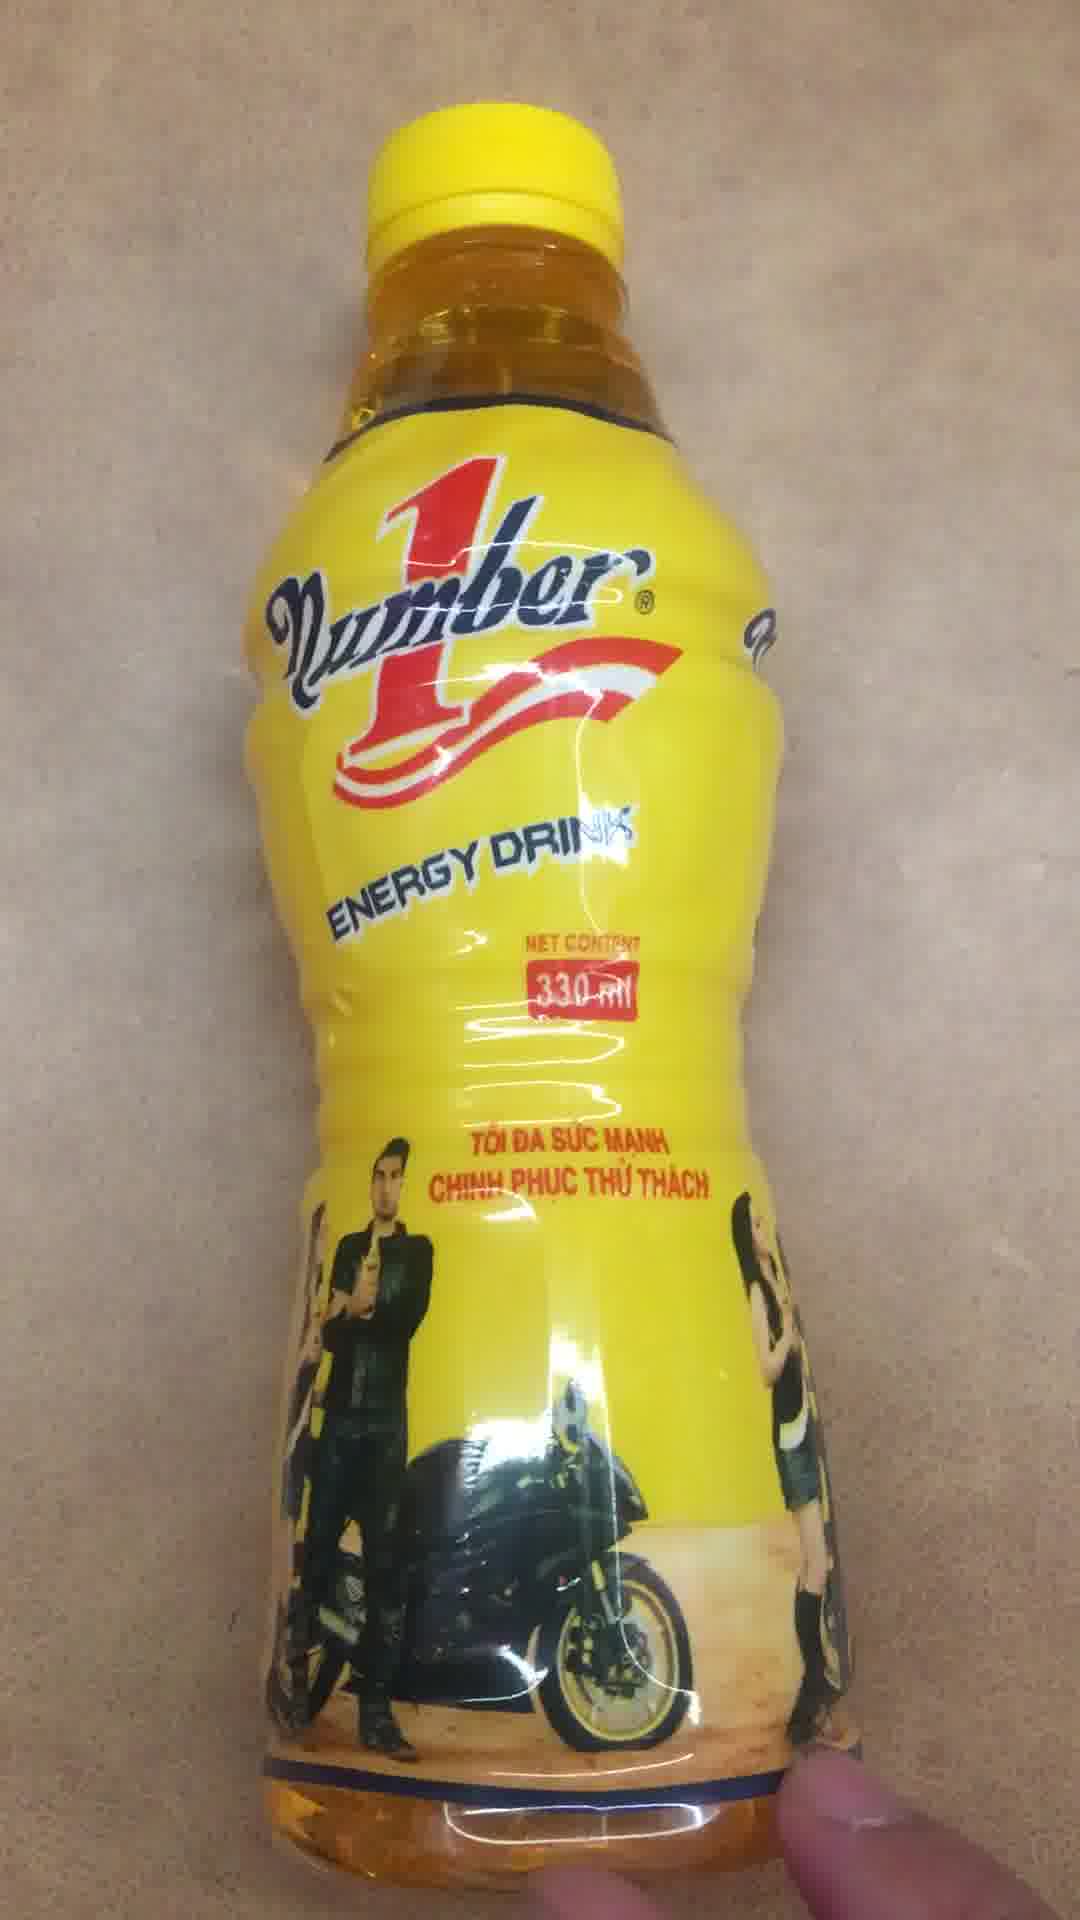 Number 1 ®
ENERGY DRINK
NET CONTENT
330 ml
TỐI ĐA SỨC MẠNH
CHINH PHỤC THỬ THÁCH